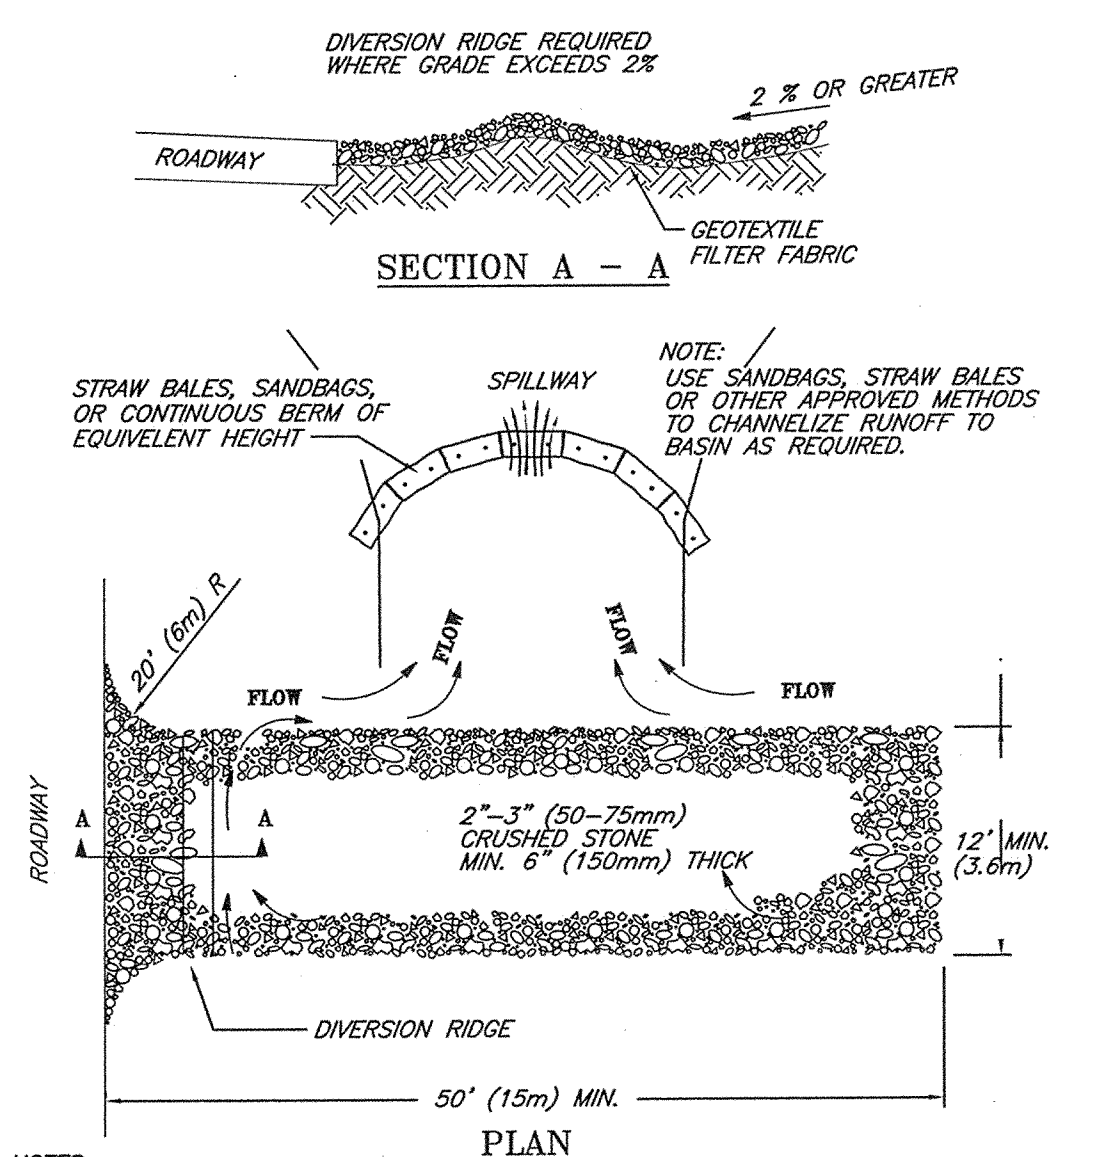 DIVERSION RIDGE REQUIRED
WHERE GRADE EXCEEDS 2%
2 % OR GREATER
ROADWAY
GEOTEXTILE
FILTER FABRIC
SECTION A – A
STRAW BALES, SANDBAGS,
OR CONTINUOUS BERM OF
EQUIVELENT HEIGHT
SPILLWAY
NOTE:
USE SANDBAGS, STRAW BALES
OR OTHER APPROVED METHODS
TO CHANNELIZE RUNOFF TO
BASIN AS REQUIRED.
20' (6m) R
FLOW
FLOW
FLOW
FLOW
ROADWAY
A
A
2"–3" (50–75mm)
CRUSHED STONE
MIN. 6" (150mm) THICK
12' MIN.
(3.6m)
DIVERSION RIDGE
50' (15m) MIN.
PLAN